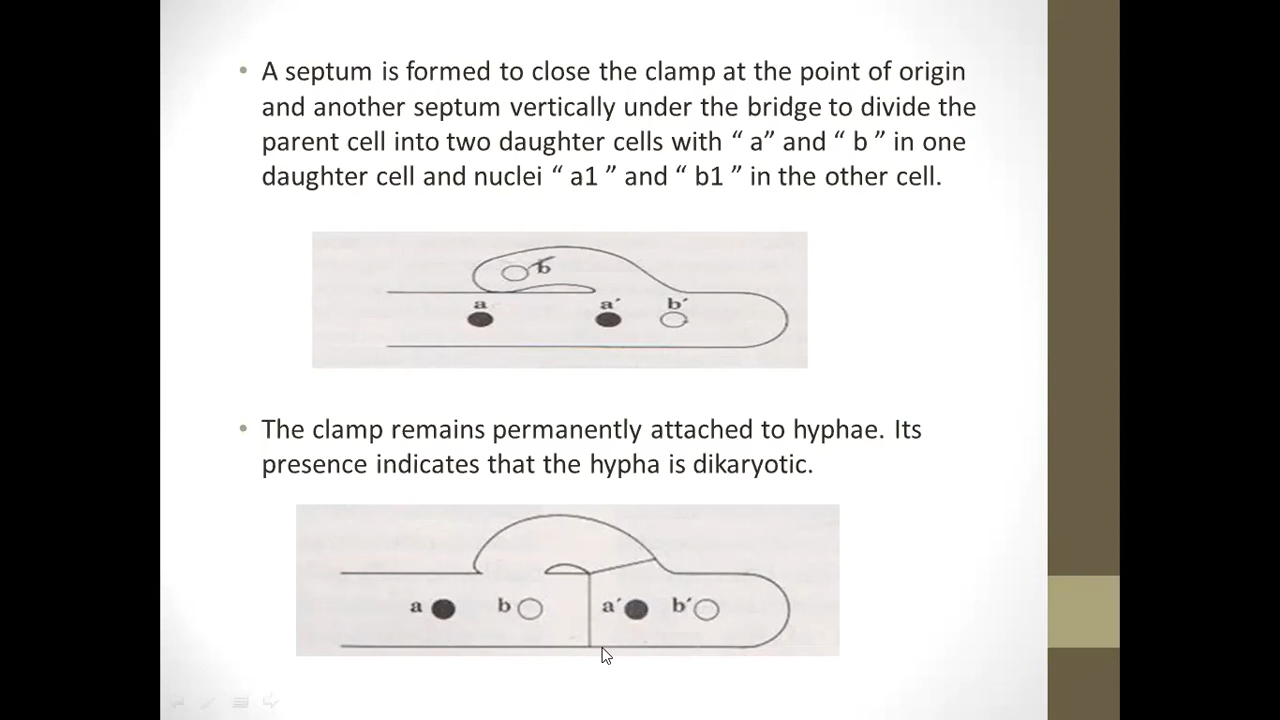 • A septum is formed to close the clamp at the point of origin
and another septum vertically under the bridge to divide the
parent cell into two daughter cells with “ a” and “ b ” in one
daughter cell and nuclei “ a1 ” and “ b1 ” in the other cell.
b
a a′ b′
• The clamp remains permanently attached to hyphae. Its
presence indicates that the hypha is dikaryotic.
a b a′ b′